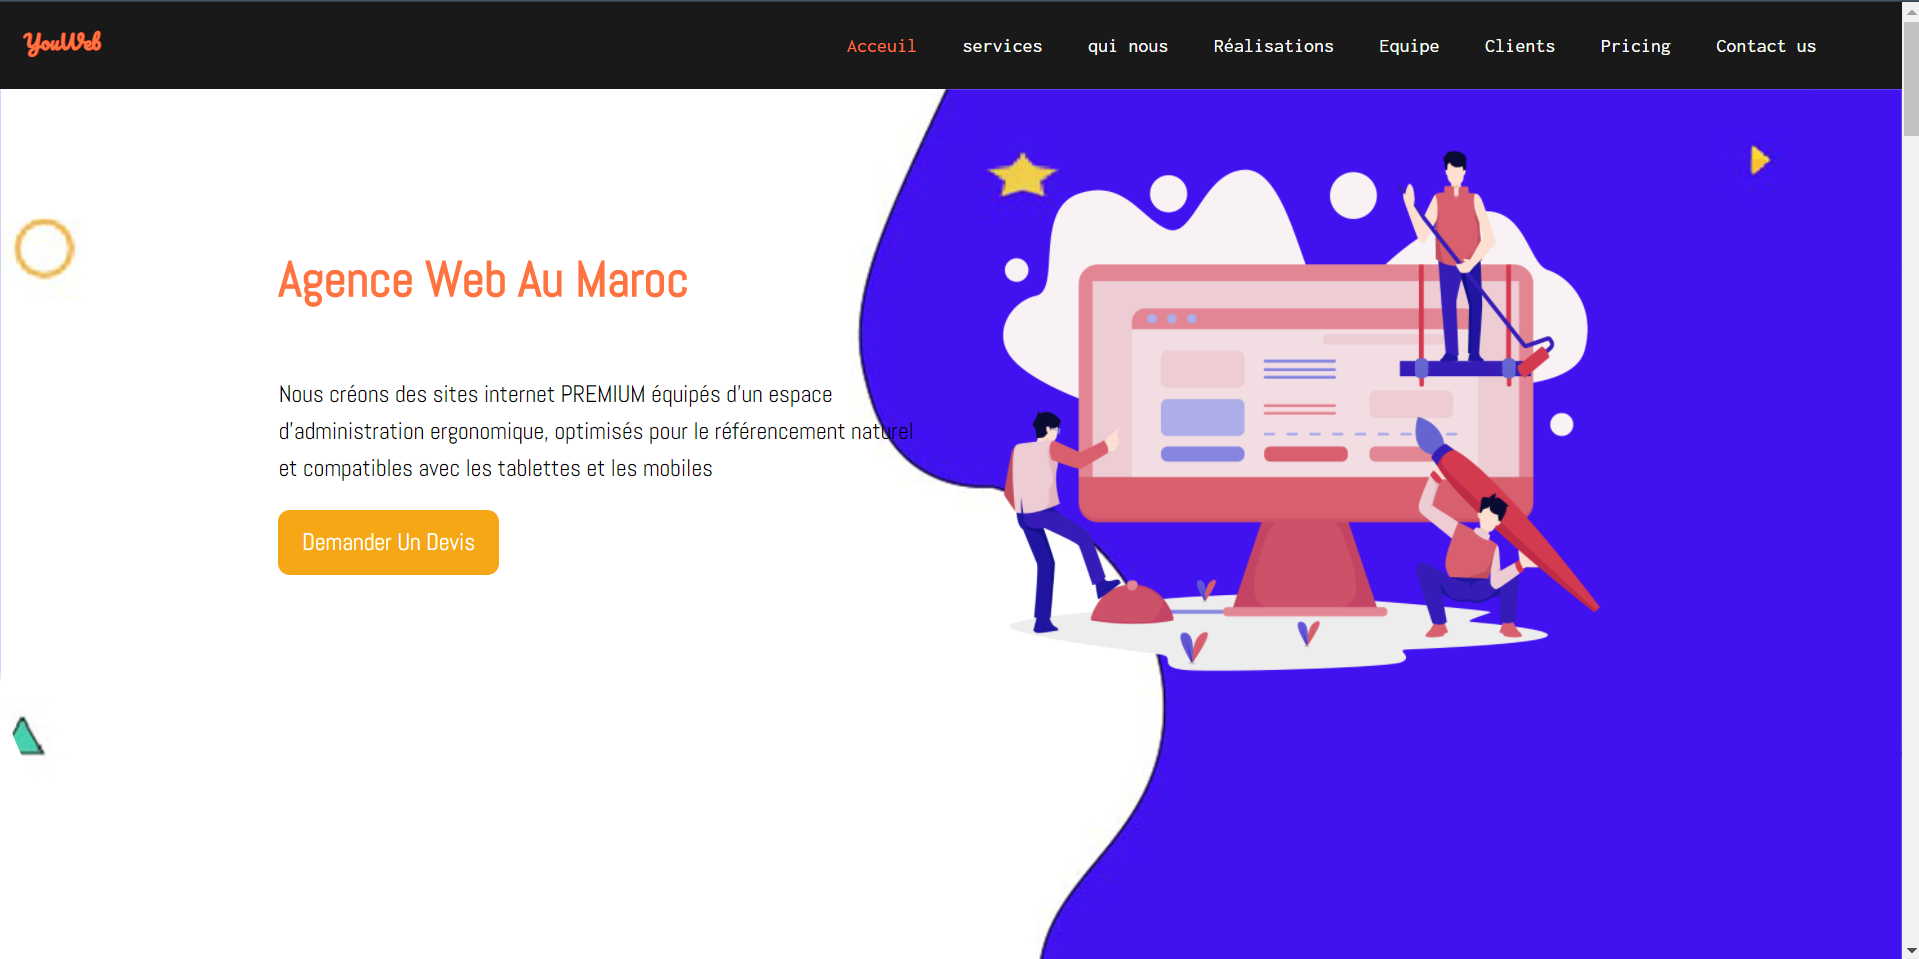 YouWeb
Acceuil services qui nous Réalisations Equipe Clients Pricing Contact us
Agence Web Au Maroc
Nous créons des sites internet PREMIUM équipés d'un espace
d'administration ergonomique, optimisés pour le référencement naturel
et compatibles avec les tablettes et les mobiles
Demander Un Devis